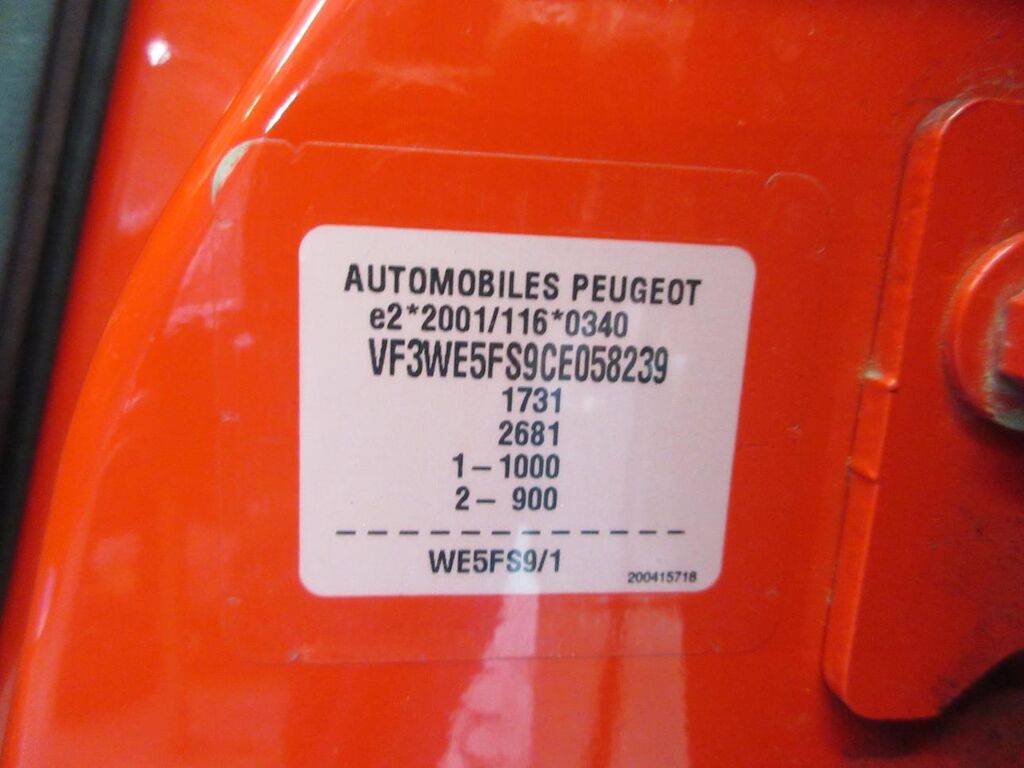 AUTOMOBILES PEUGEOT
e2*2001/116*0340
VF3WE5FS9CE058239
1731
2681
1- 1000
2- 900
------------
WE5FS9/1
200415718